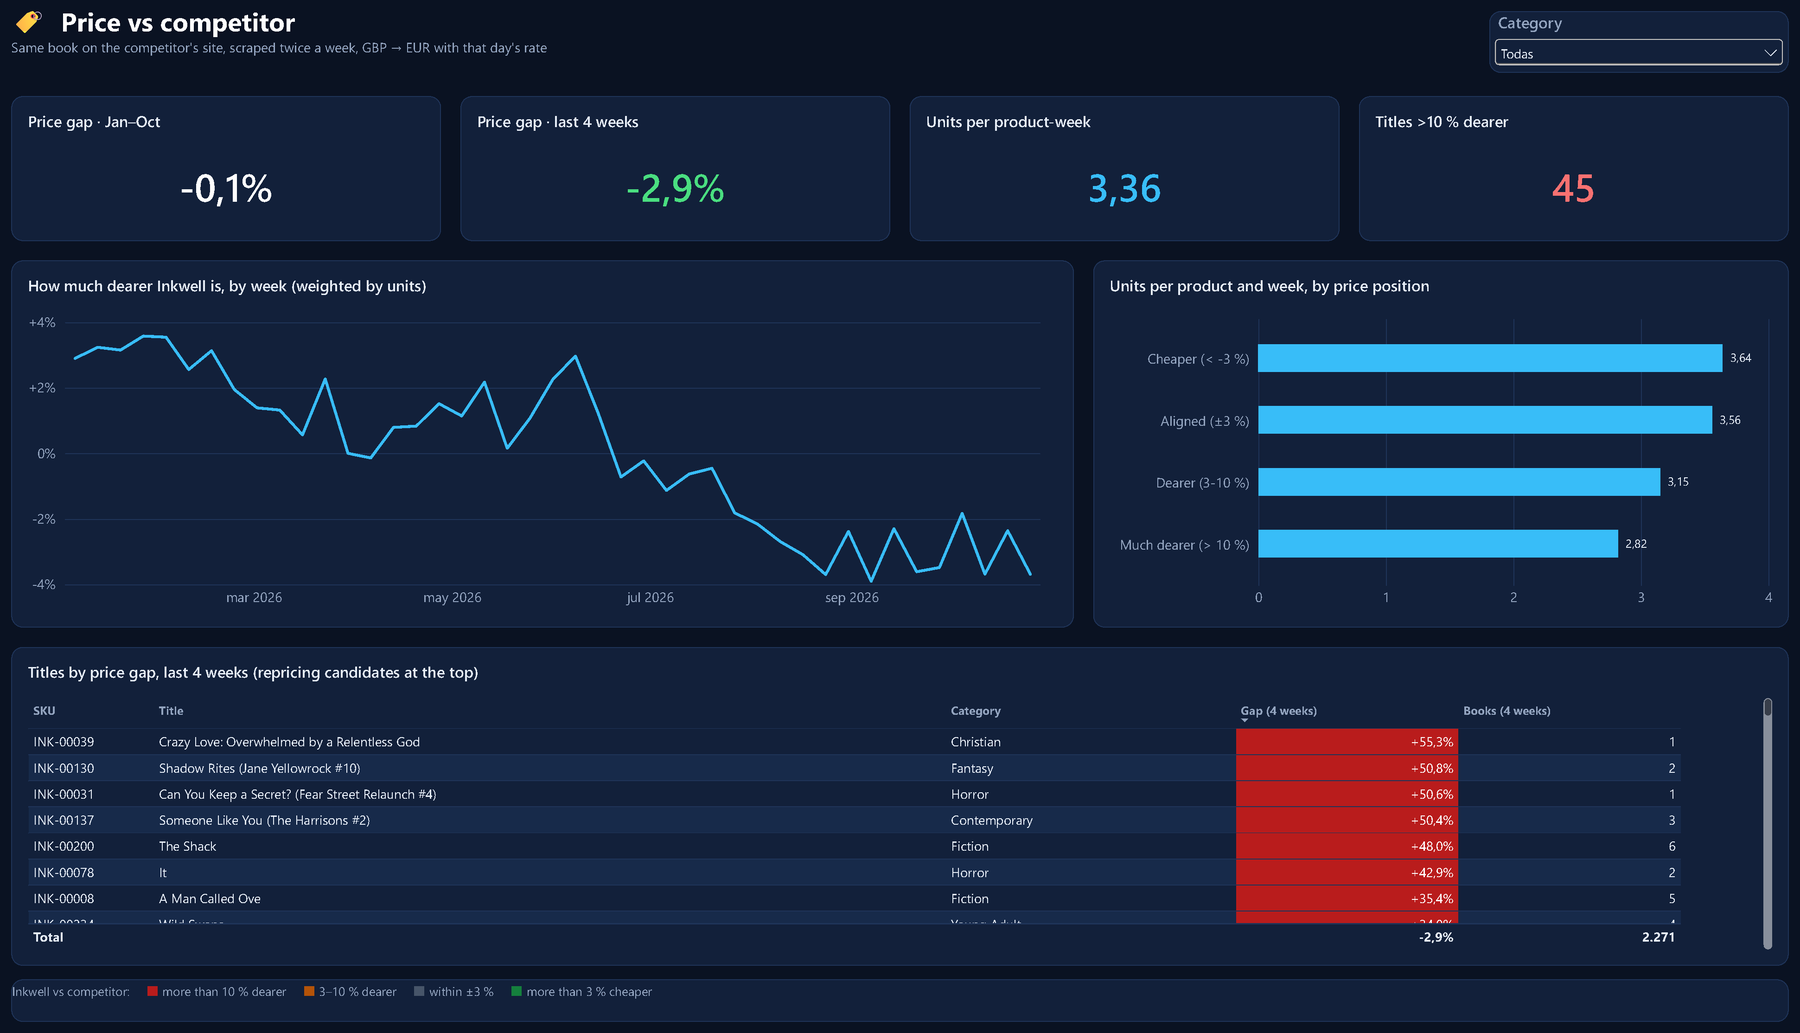 Price vs competitor
Same book on the competitor's site, scraped twice a week, GBP → EUR with that day's rate
Category
Todas
Price gap · Jan–Oct
-0,1%
Price gap · last 4 weeks
-2,9%
Units per product-week
3,36
Titles >10 % dearer
45
How much dearer Inkwell is, by week (weighted by units)
+4%
+2%
0%
-2%
-4%
mar 2026 may 2026 jul 2026 sep 2026
Units per product and week, by price position
Cheaper (< -3 %) 3,64
Aligned (±3 %) 3,56
Dearer (3-10 %) 3,15
Much dearer (> 10 %) 2,82
0 1 2 3 4
Titles by price gap, last 4 weeks (repricing candidates at the top)
SKU Title Category Gap (4 weeks) Books (4 weeks)
INK-00039 Crazy Love: Overwhelmed by a Relentless God Christian +55,3% 1
INK-00130 Shadow Rites (Jane Yellowrock #10) Fantasy +50,8% 2
INK-00031 Can You Keep a Secret? (Fear Street Relaunch #4) Horror +50,6% 1
INK-00137 Someone Like You (The Harrisons #2) Contemporary +50,4% 3
INK-00200 The Shack Fiction +48,0% 6
INK-00078 It Horror +42,9% 2
INK-00008 A Man Called Ove Fiction +35,4% 5
Total -2,9% 2.271
Inkwell vs competitor: more than 10 % dearer 3–10 % dearer within ±3 % more than 3 % cheaper